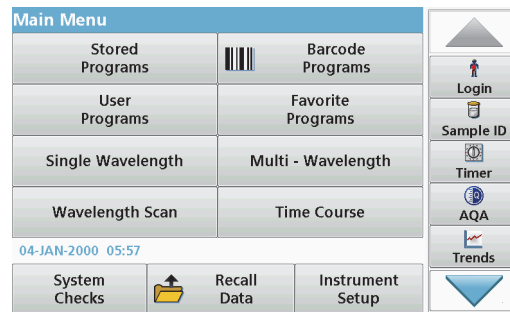 Main Menu
Stored
Programs
Barcode
Programs
User
Programs
Favorite
Programs
Single Wavelength
Multi - Wavelength
Wavelength Scan
Time Course
04-JAN-2000 05:57
System
Checks
Recall
Data
Instrument
Setup
Login
Sample ID
Timer
AQA
Trends